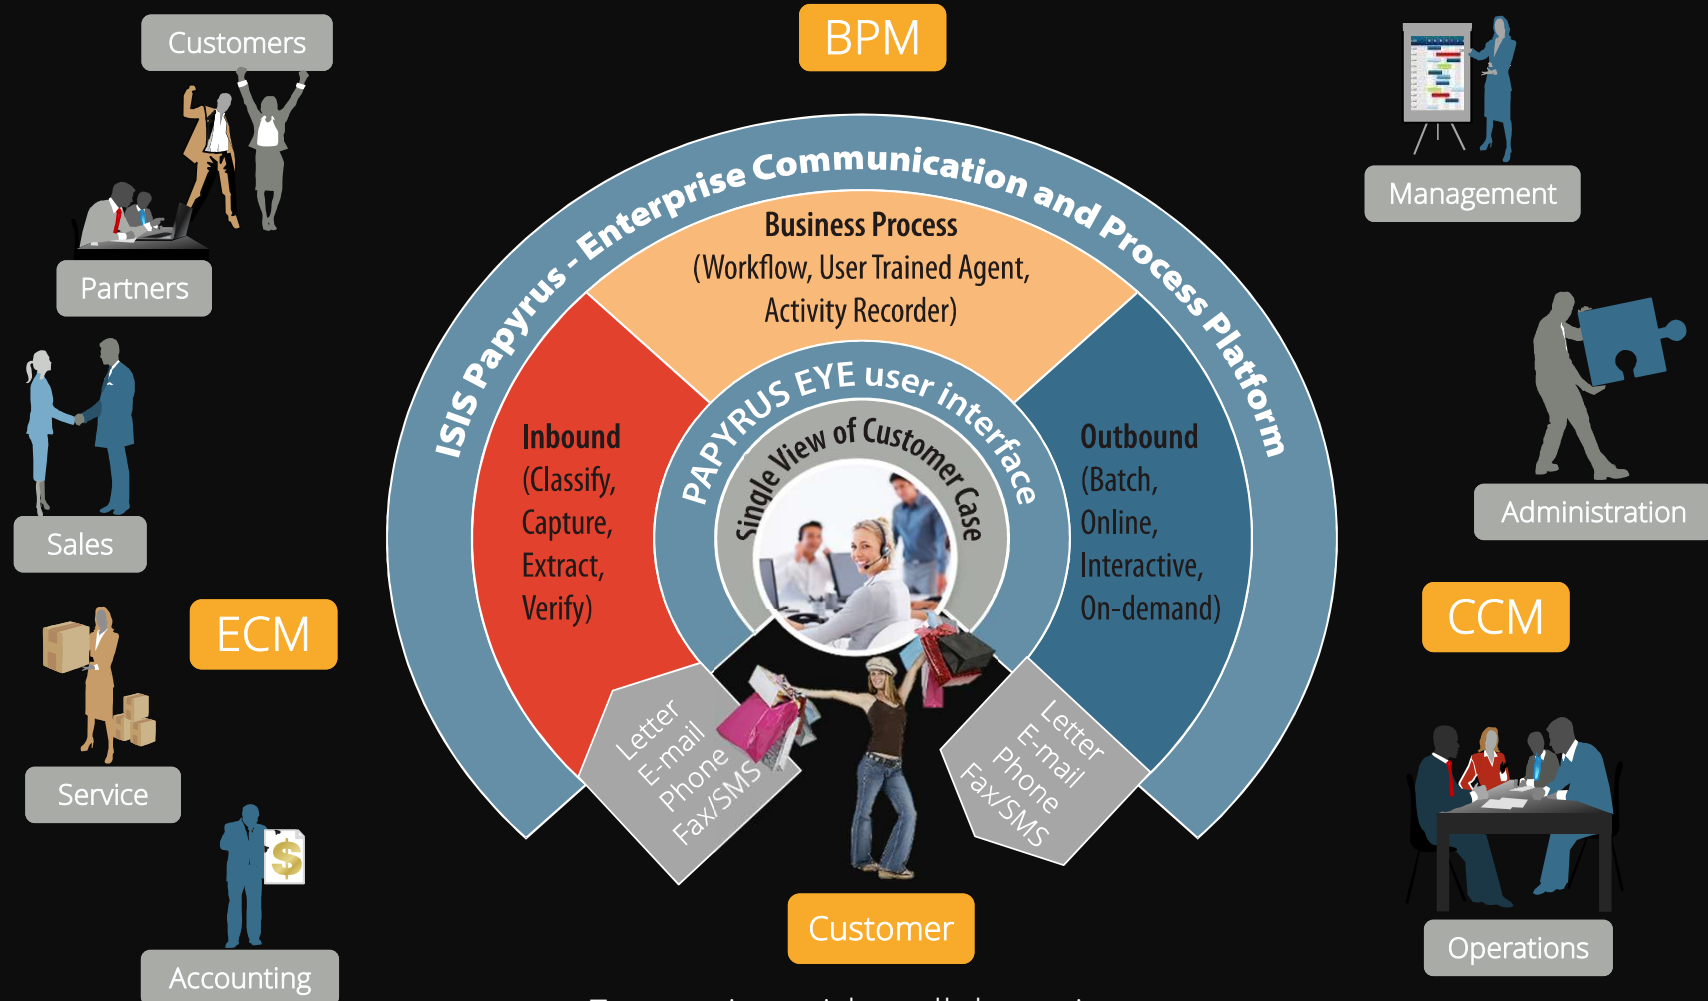 Customers
BPM
Management
Partners
ISIS Papyrus - Enterprise Communication and Process Platform
Business Process
(Workflow, User Trained Agent,
Activity Recorder)
PAPYRUS EYE user interface
Single View of Customer Case
Inbound
(Classify,
Capture,
Extract,
Verify)
Outbound
(Batch,
Online,
Interactive,
On-demand)
Sales
Administration
ECM
CCM
Service
Letter
E-mail
Phone
Fax/SMS
Letter
E-mail
Phone
Fax/SMS
$
Customer
Operations
Accounting